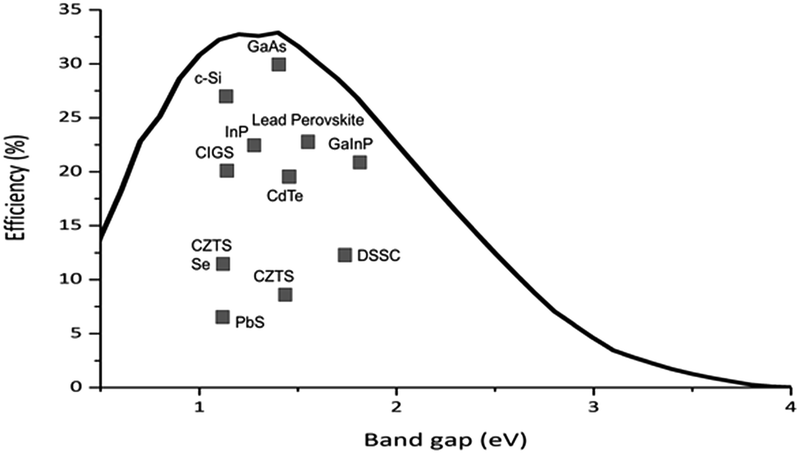 35
30
25
20
15
10
5
0
Efficiency (%)
GaAs
c-Si
Lead Perovskite
InP
GaInP
CIGS
CdTe
CZTS
Se
DSSC
CZTS
PbS
1
2
3
4
Band gap (eV)